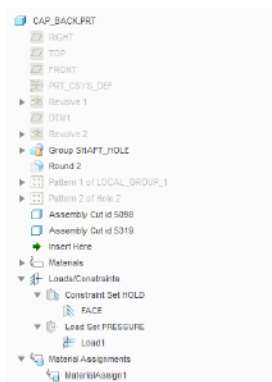 CAP_BACK.PRT
RIGHT
TOP
FRONT
PRT_CSYS_DEF
Revolve 1
DTM1
Revolve 2
Group SHAFT_HOLE
Round 2
Pattern 1 of LOCAL_GROUP_1
Pattern 2 of Hole 2
Assembly Cut id 5098
Assembly Cut id 5319
Insert Here
Materials
Loads/Constraints
Constraint Set HOLD
FACE
Load Set PRESSURE
Load1
Material Assignments
MaterialAssign1